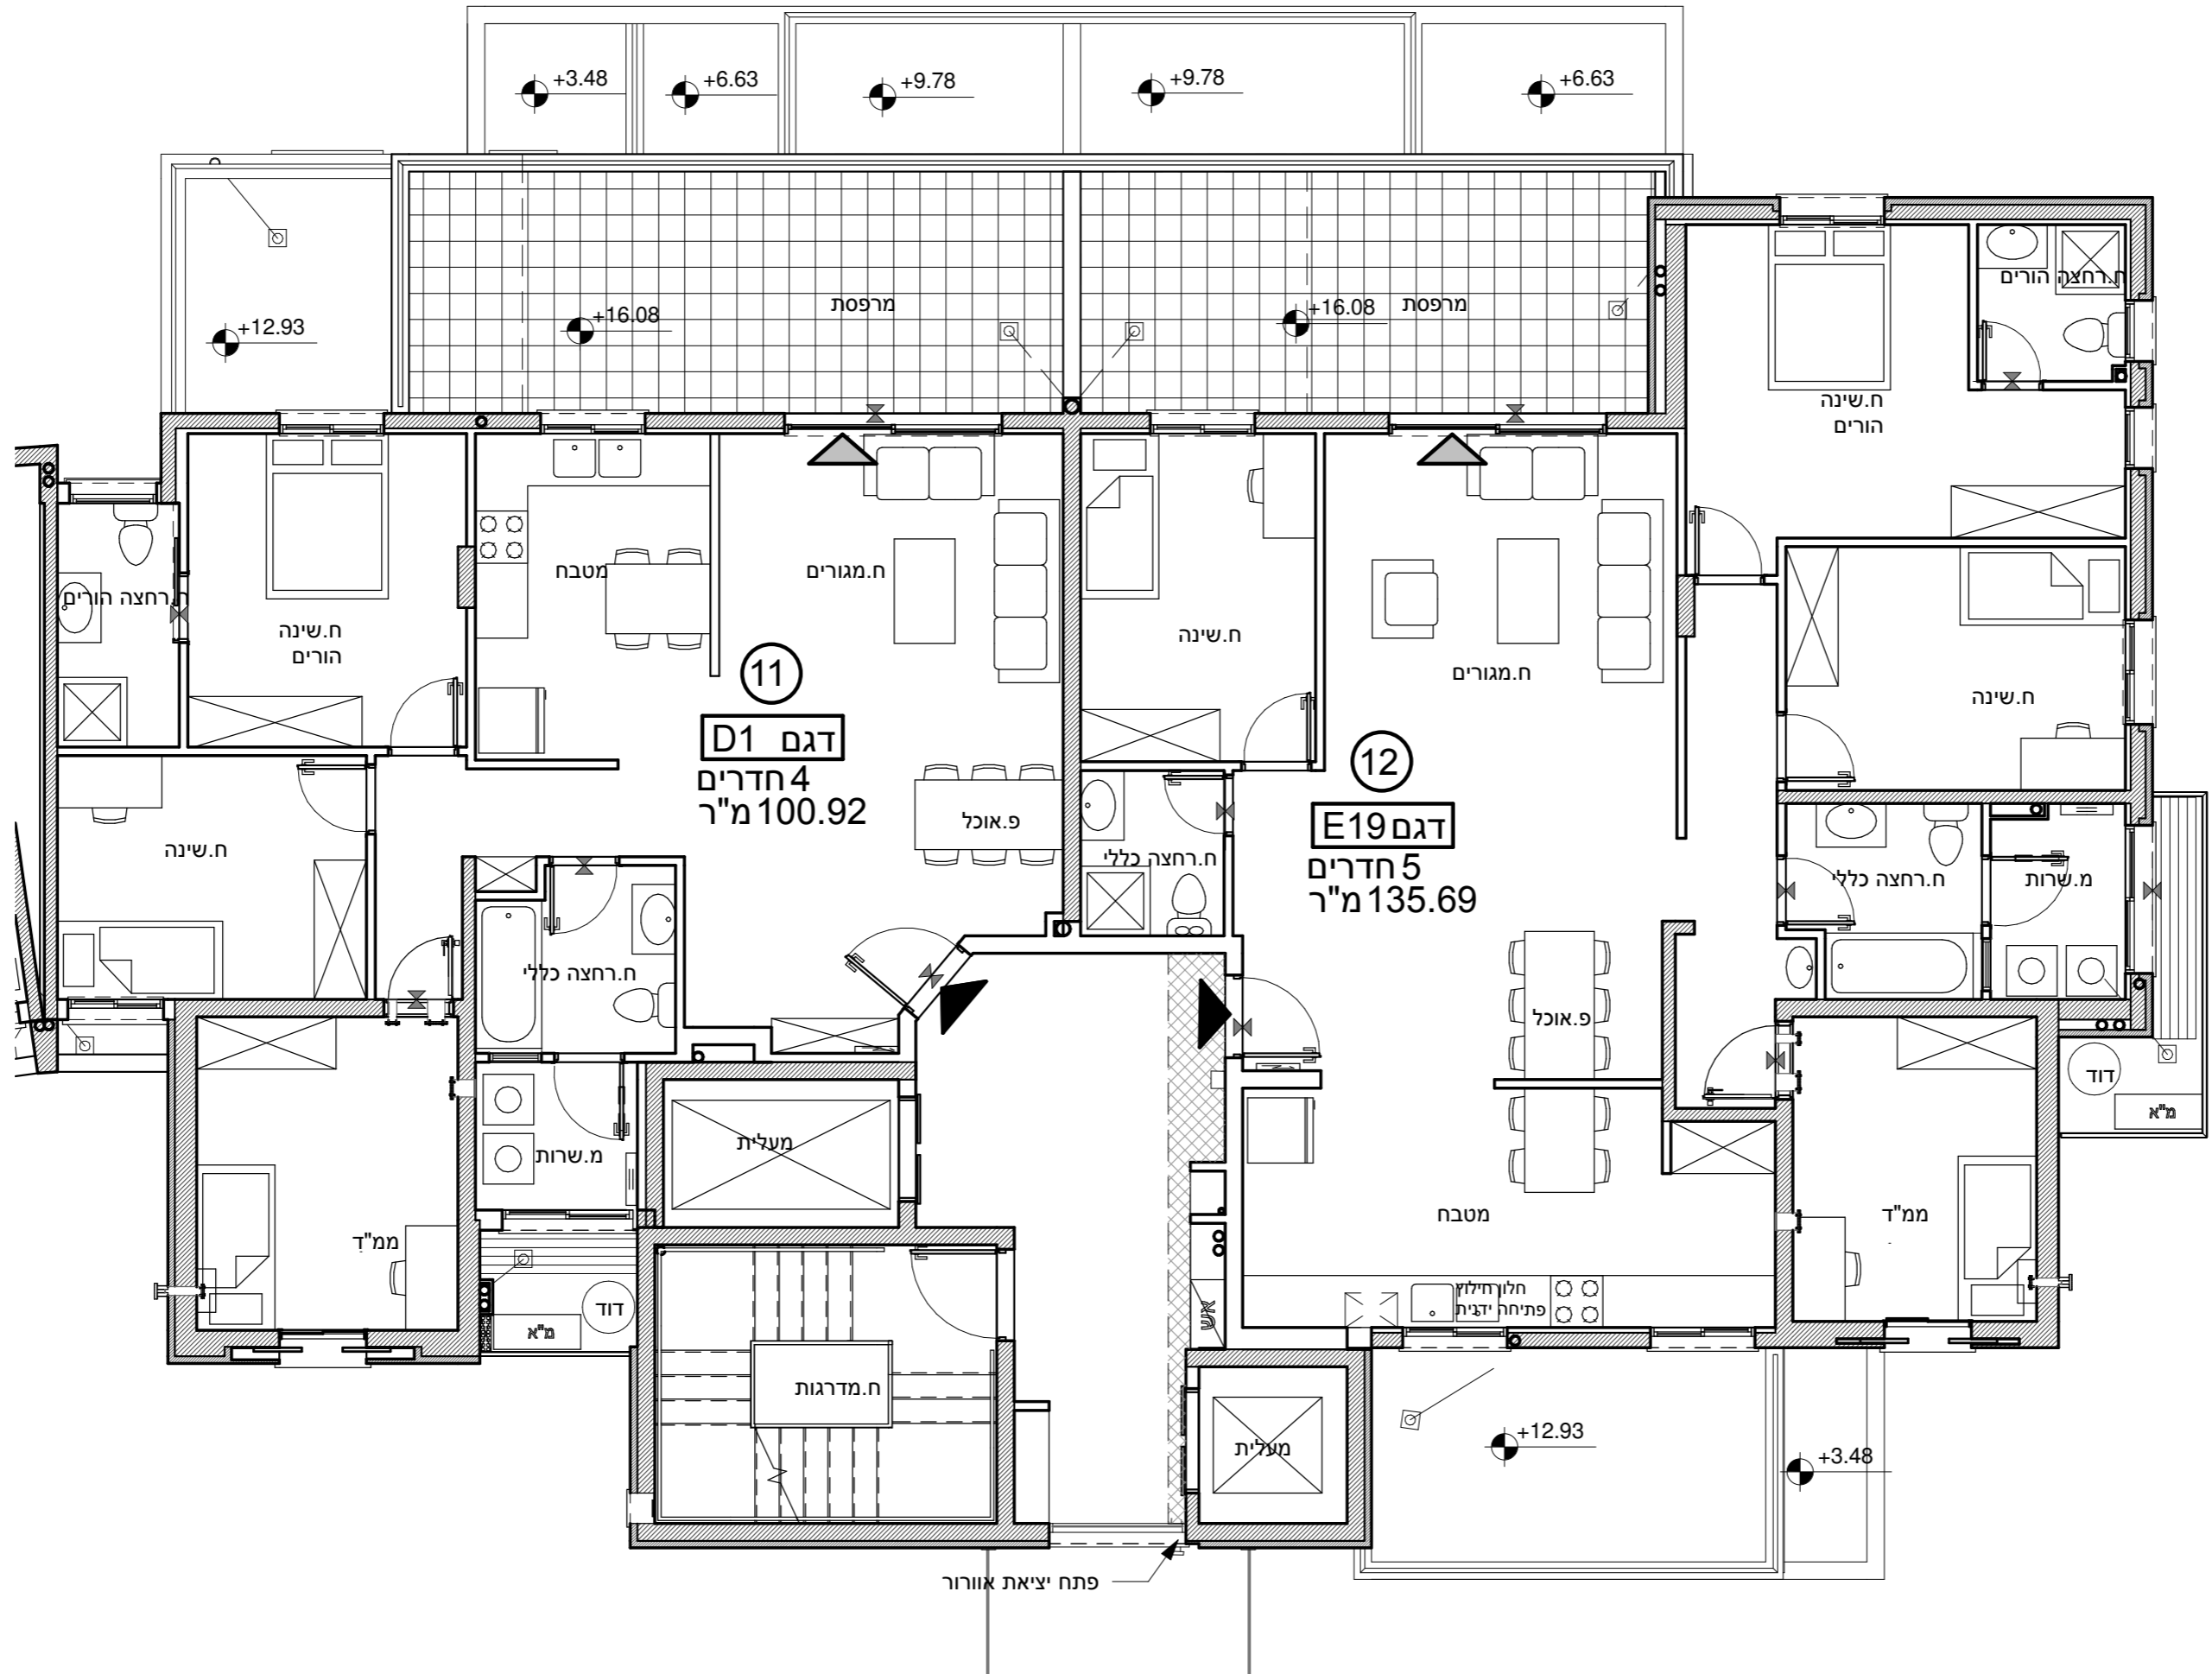 +3.48
+6.63
+9.78
+9.78
+6.63
+12.93
+16.08
מרפסת
+16.08
מרפסת
ח.רחצה הורים
ח.שינה
הורים
ח.רחצה הורים
ח.שינה
הורים
מטבח
ח.מגורים
ח.שינה
ח.מגורים
ח.שינה
11
דגם D1
4 חדרים
100.92 מ"ר
12
דגם E19
5 חדרים
135.69 מ"ר
ח.שינה
פ.אוכל
ח.רחצה כללי
ח.רחצה כללי
מ.שרות
ח.רחצה כללי
פ.אוכל
דוד
מ"א
מעלית
מ.שרות
ממ"ד
מטבח
ממ"ד
דוד
מ"א
אש
חלון חילוץ
פתיחה ידנית
ח.מדרגות
מעלית
+12.93
+3.48
פתח יציאת אוורור